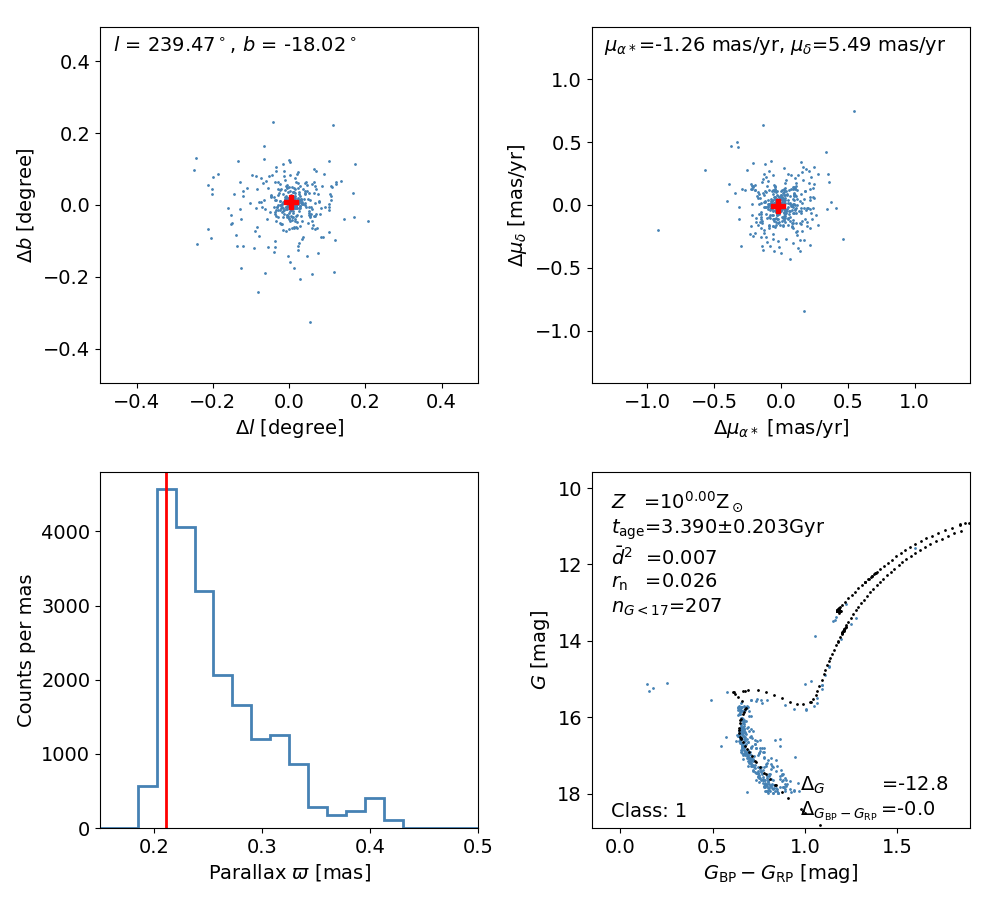 l = 239.47°, b = -18.02°
0.4
0.2
0.0
−0.2
−0.4
Δb [degree]
−0.4 −0.2 0.0 0.2 0.4
Δl [degree]
μα∗=-1.26 mas/yr, μδ=5.49 mas/yr
1.0
0.5
0.0
−0.5
−1.0
Δμδ [mas/yr]
−1.0 −0.5 0.0 0.5 1.0
Δμα∗ [mas/yr]
4000
3000
2000
1000
0
Counts per mas
0.2 0.3 0.4 0.5
Parallax ϖ [mas]
10
12
14
16
18
G [mag]
Z =10^0.00 Z⊙
t_age=3.390±0.203Gyr
d̄² =0.007
r_n =0.026
n_G<17=207
Δ_G =-12.8
Δ_GBP−GRP =-0.0
Class: 1
0.0 0.5 1.0 1.5
G_BP − G_RP [mag]